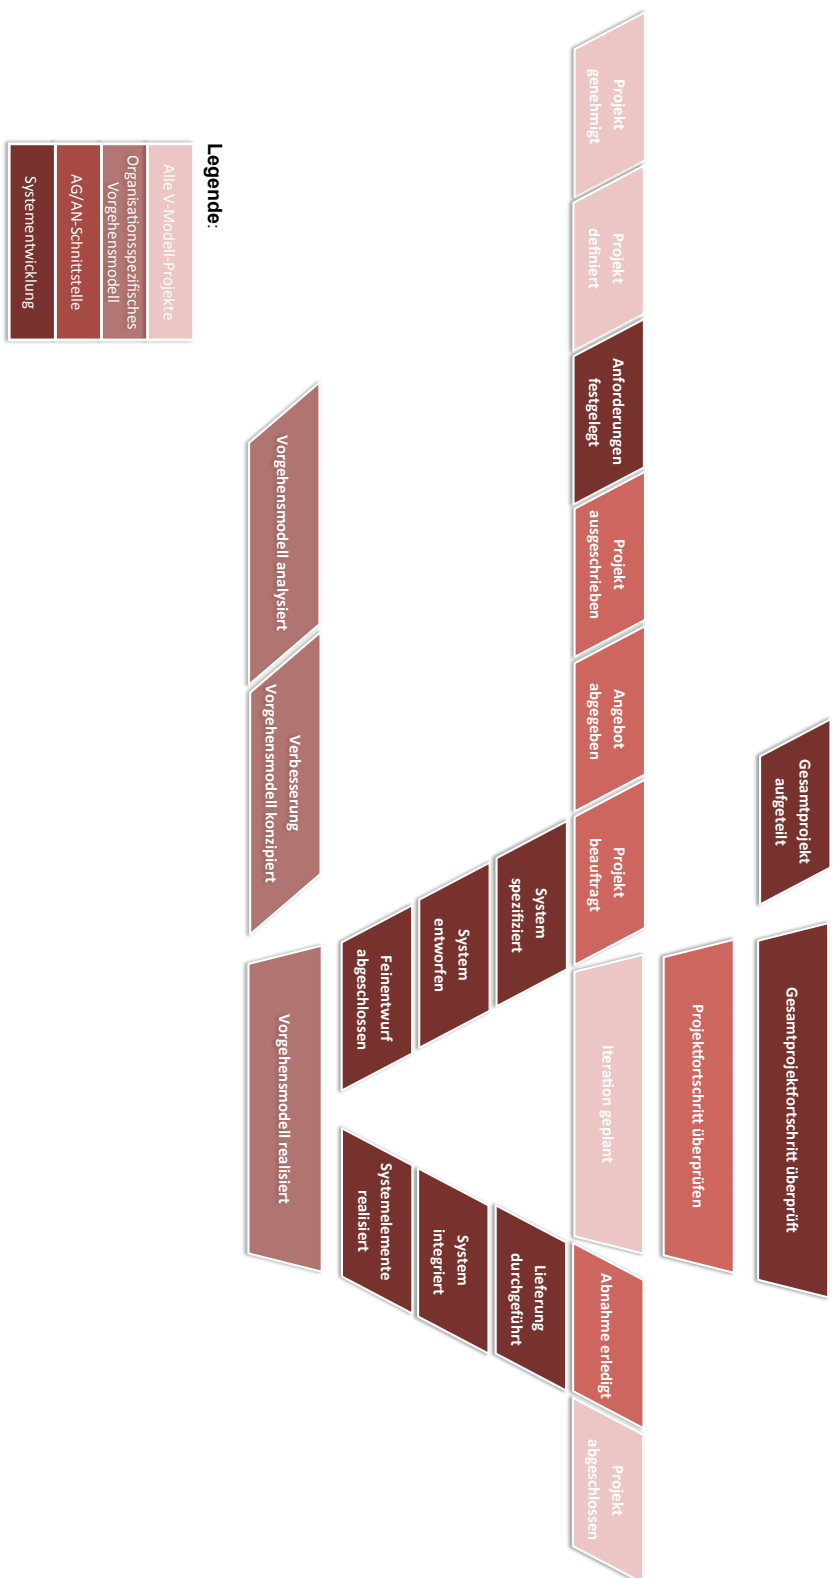 Gesamtprojekt
aufgeteilt
Gesamtprojektfortschritt überprüft
Projektfortschritt überprüfen
Projekt
genehmigt
Projekt
definiert
Anforderungen
festgelegt
Projekt
ausgeschrieben
Angebot
abgegeben
Projekt
beauftragt
Iteration geplant
Abnahme erledigt
Projekt
abgeschlossen
System
spezifiziert
Lieferung
durchgeführt
System
entworfen
System
integriert
Feinentwurf
abgeschlossen
Systemelemente
realisiert
Vorgehensmodell analysiert
Verbesserung
Vorgehensmodell konzipiert
Vorgehensmodell realisiert
Legende:
Alle V-Modell-Projekte
Organisationsspezifisches
Vorgehensmodell
AG/AN-Schnittstelle
Systementwicklung